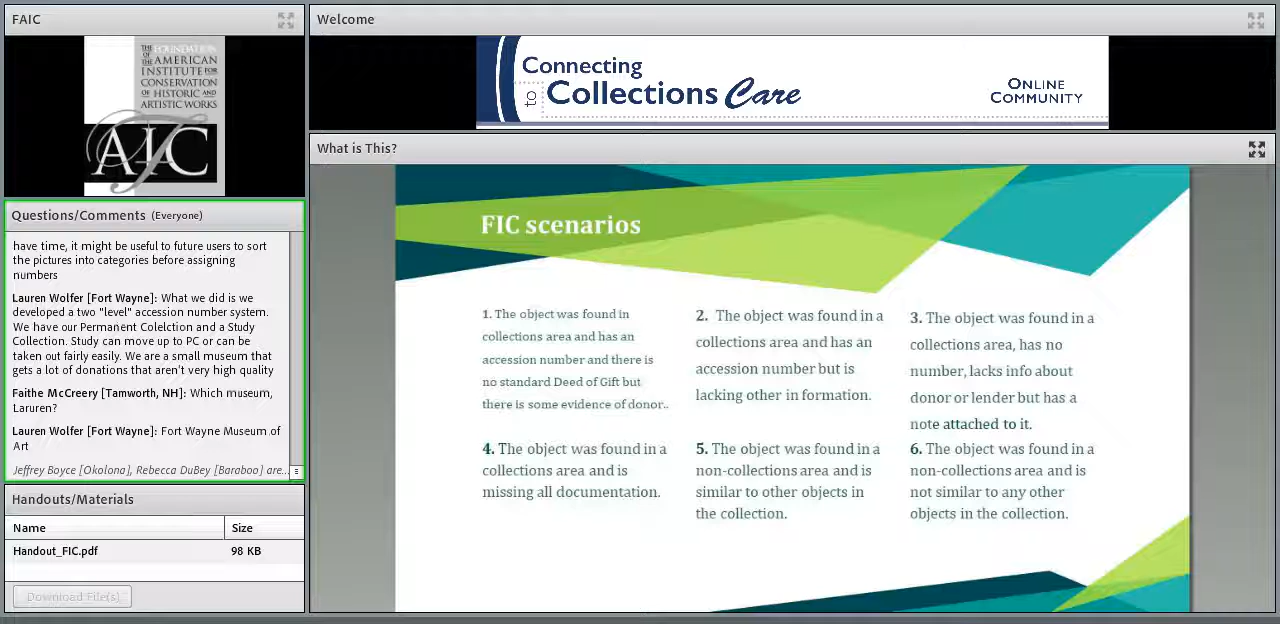 FAIC
THE FOUNDATION
OF THE AMERICAN
INSTITUTE FOR
CONSERVATION
OF HISTORIC AND
ARTISTIC WORKS
AIC
Questions/Comments (Everyone)
have time, it might be useful to future users to sort
the pictures into categories before assigning
numbers
Lauren Wolfer [Fort Wayne]: What we did is we
developed a two "level" accession number system.
We have our Permanent Colelction and a Study
Collection. Study can move up to PC or can be
taken out fairly easily. We are a small museum that
gets a lot of donations that aren't very high quality
Faithe McCreery [Tamworth, NH]: Which museum,
Laruren?
Lauren Wolfer [Fort Wayne]: Fort Wayne Museum of
Art
Jeffrey Boyce [Okolona], Rebecca DuBey [Baraboo] are...
Handouts/Materials
Name Size
Handout_FIC.pdf 98 KB
Download File(s)
Welcome
Connecting
to Collections Care
ONLINE
COMMUNITY
What is This?
FIC scenarios
1. The object was found in
collections area and has an
accession number and there is
no standard Deed of Gift but
there is some evidence of donor..
2. The object was found in a
collections area and has an
accession number but is
lacking other in formation.
3. The object was found in a
collections area, has no
number, lacks info about
donor or lender but has a
note attached to it.
4. The object was found in a
collections area and is
missing all documentation.
5. The object was found in a
non-collections area and is
similar to other objects in
the collection.
6. The object was found in a
non-collections area and is
not similar to any other
objects in the collection.